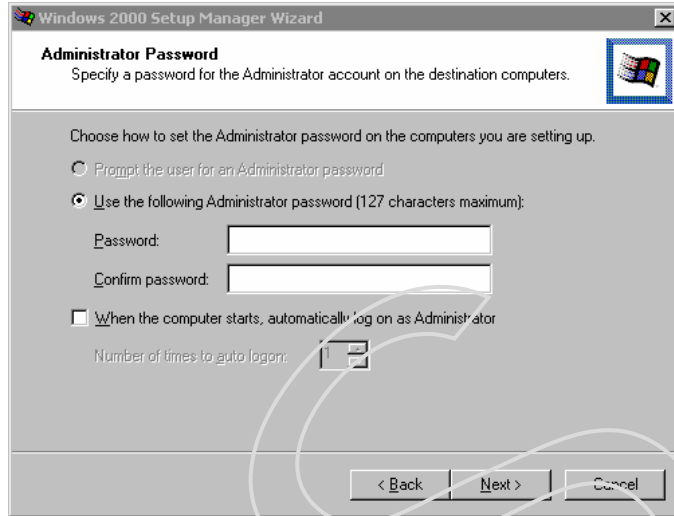 Windows 2000 Setup Manager Wizard
Administrator Password
Specify a password for the Administrator account on the destination computers.
Choose how to set the Administrator password on the computers you are setting up.
Prompt the user for an Administrator password
Use the following Administrator password (127 characters maximum):
Password:
Confirm password:
When the computer starts, automatically log on as Administrator
Number of times to auto logon:
1
< Back
Next >
Cancel